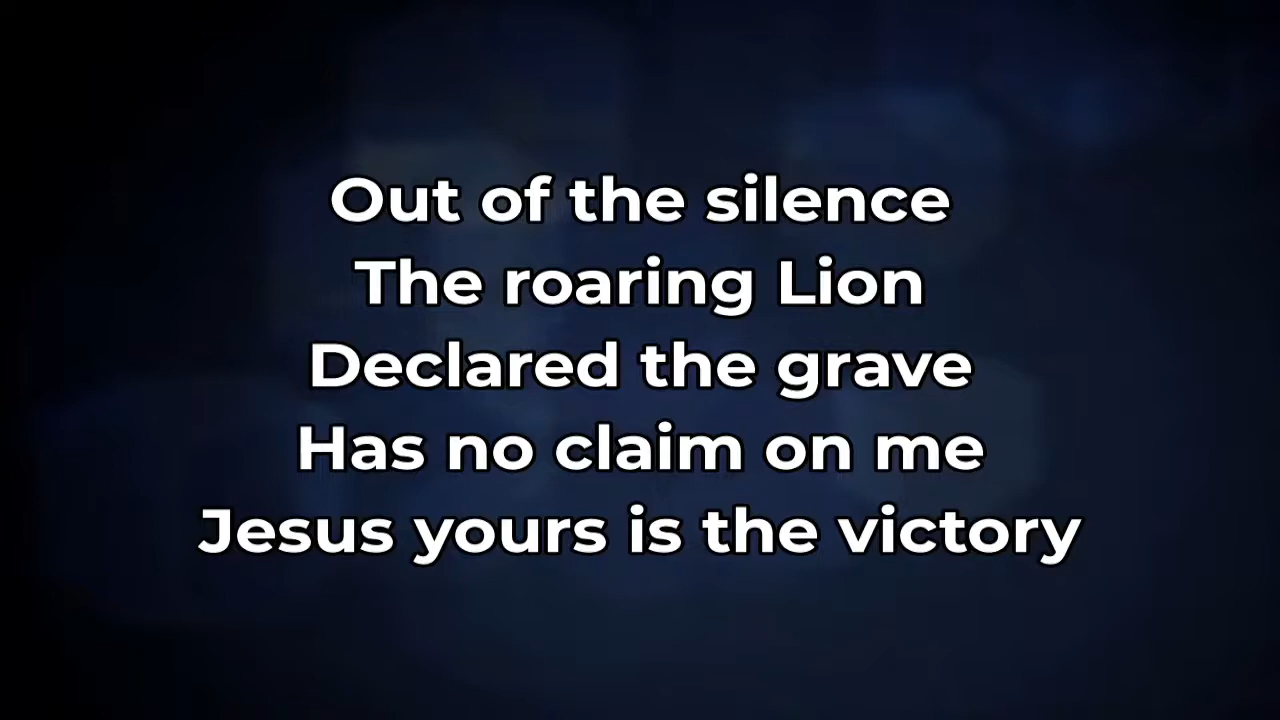 Out of the silence
The roaring Lion
Declared the grave
Has no claim on me
Jesus yours is the victory